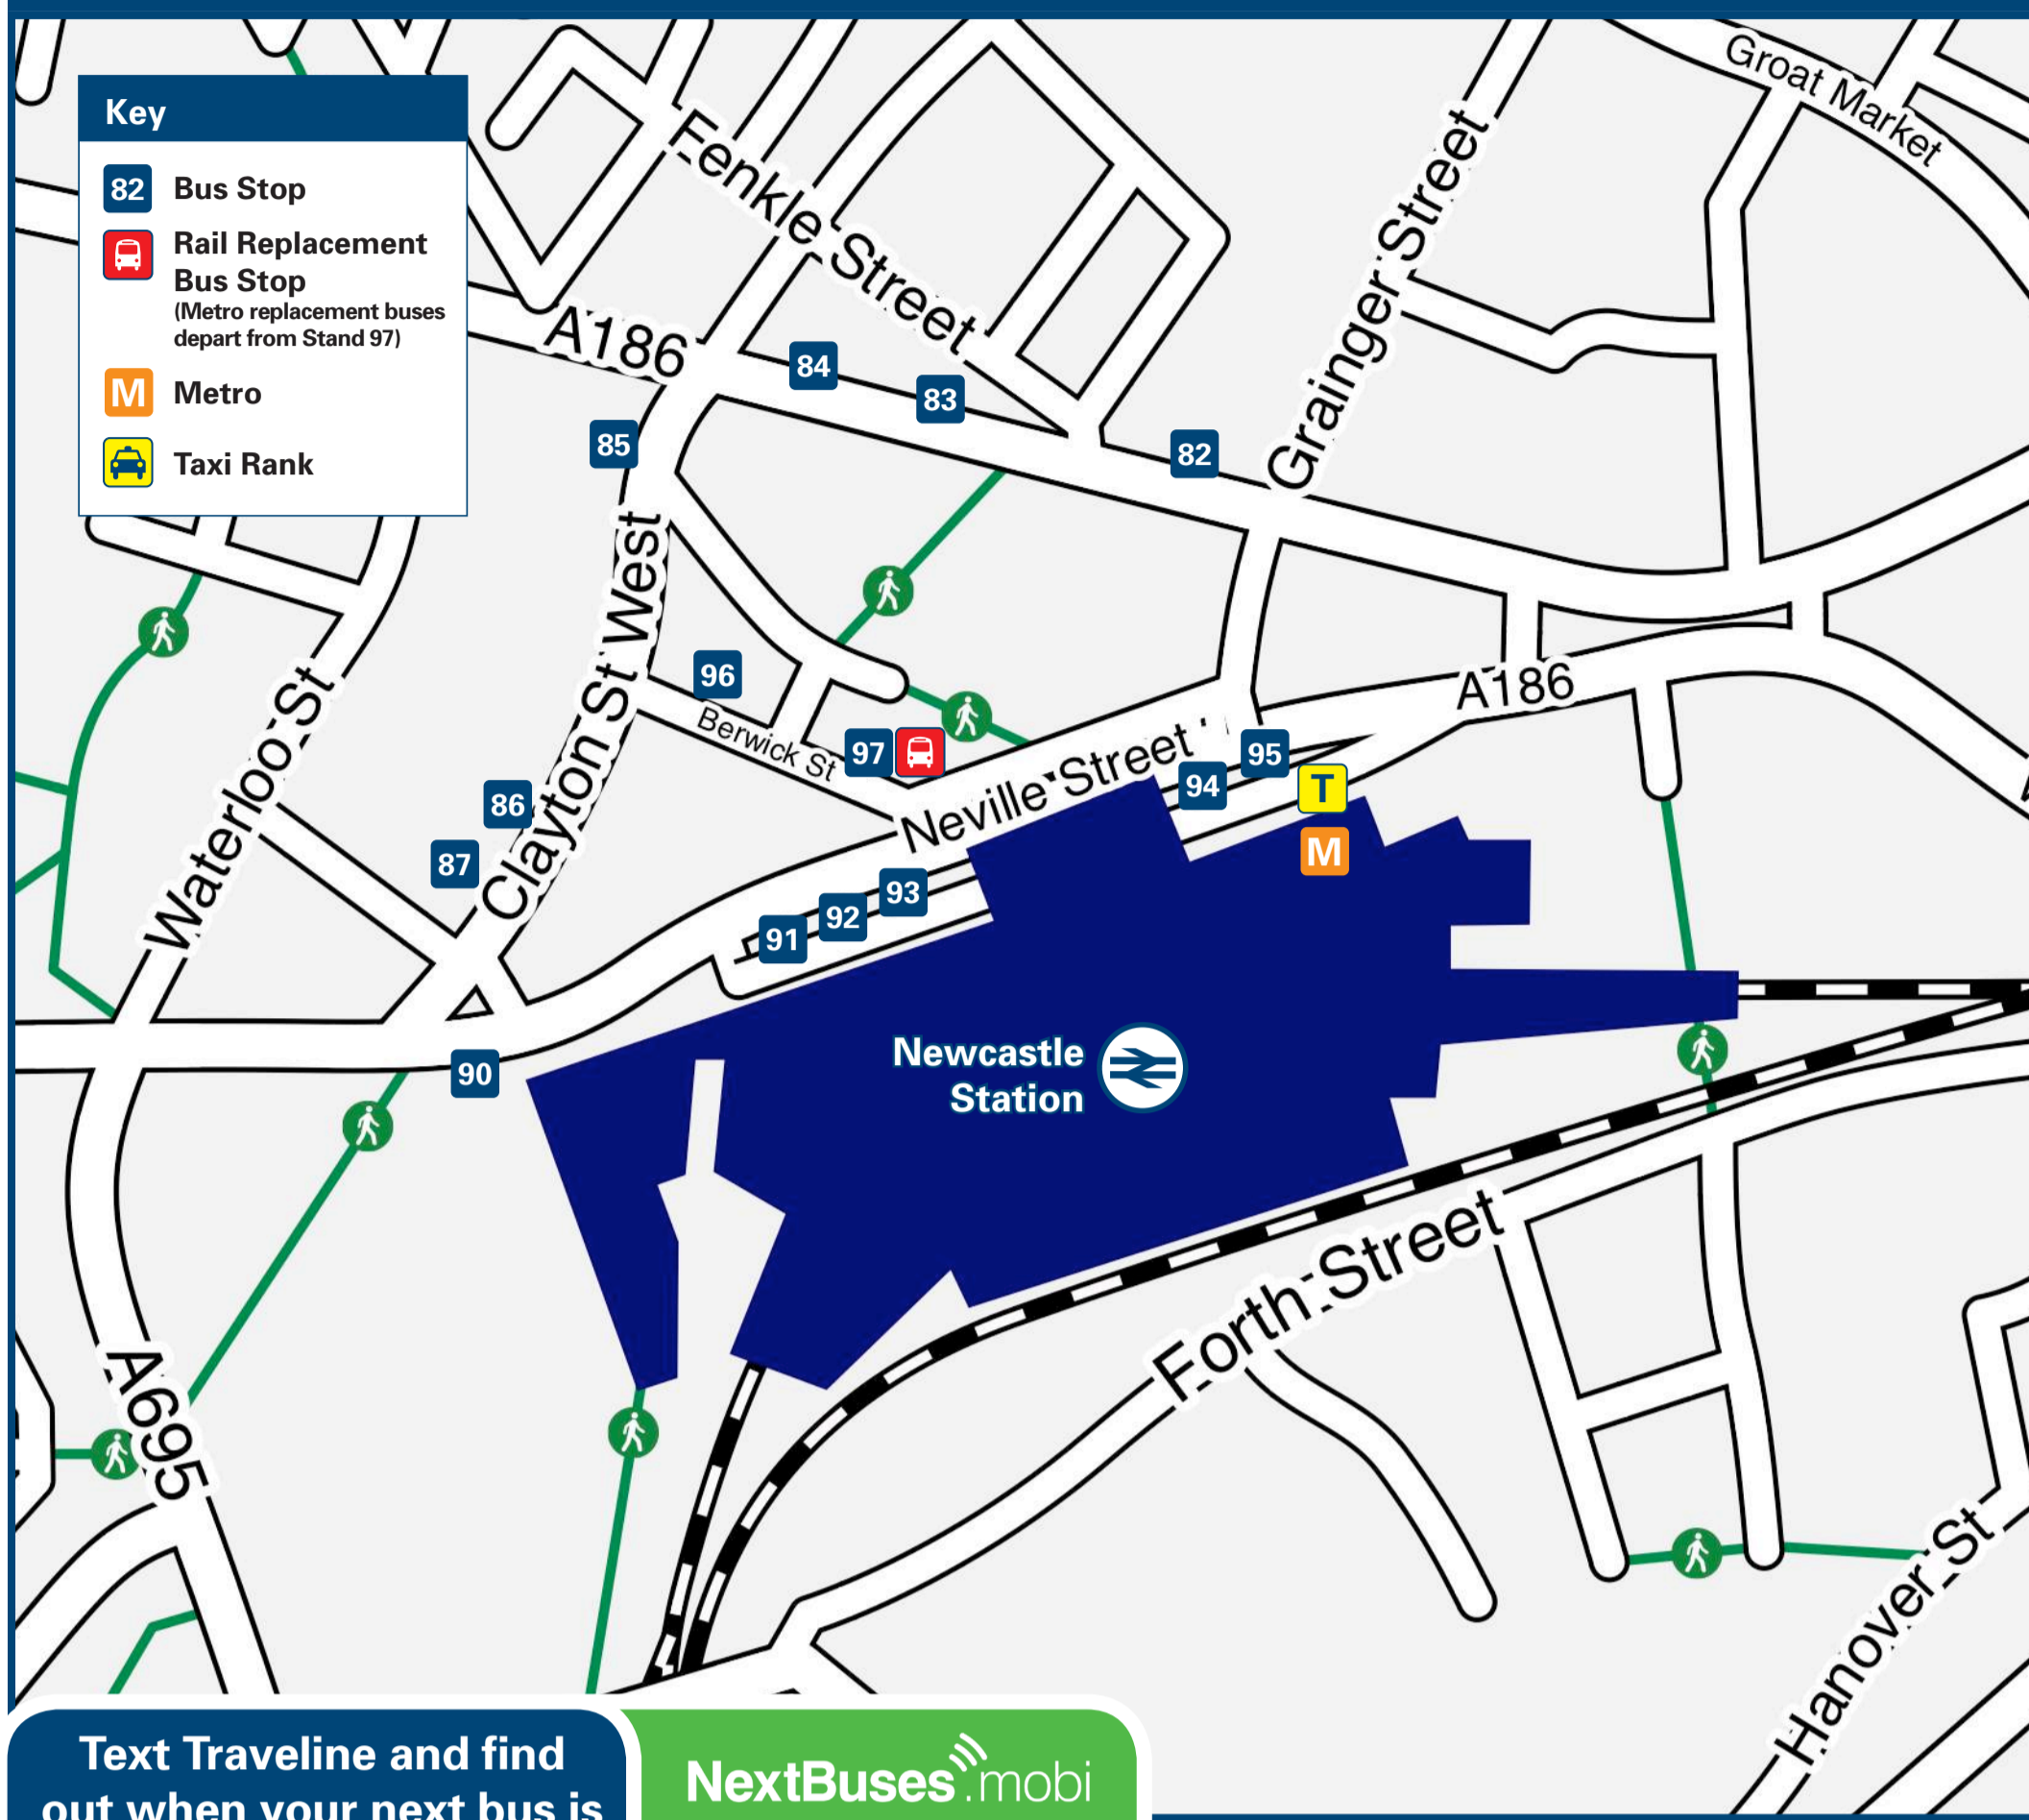 Key
82 Bus Stop
Rail Replacement
Bus Stop
(Metro replacement buses
depart from Stand 97)
M Metro
Taxi Rank
Groat Market
Fenkle Street
Grainger Street
A186
84
83
82
85
Clayton St West
96
Berwick St
97
Neville Street
95
94
T
M
A186
Waterloo St
86
87
93
92
91
90
Newcastle
Station
Forth Street
A695
Hanover St
Text Traveline and find
out when your next bus is
NextBuses.mobi